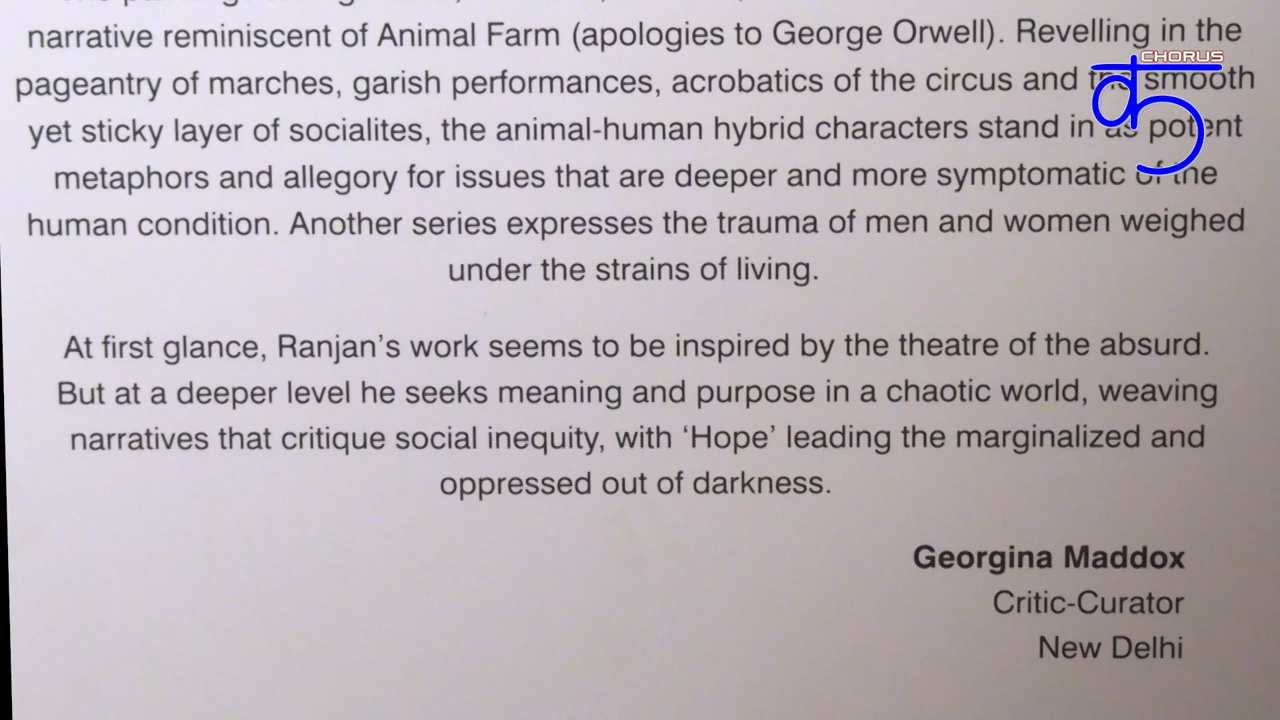 narrative reminiscent of Animal Farm (apologies to George Orwell). Revelling in the
CHORUS
pageantry of marches, garish performances, acrobatics of the circus and the smooth
yet sticky layer of socialites, the animal-human hybrid characters stand in as potent
metaphors and allegory for issues that are deeper and more symptomatic of the
human condition. Another series expresses the trauma of men and women weighed
under the strains of living.
At first glance, Ranjan's work seems to be inspired by the theatre of the absurd.
But at a deeper level he seeks meaning and purpose in a chaotic world, weaving
narratives that critique social inequity, with 'Hope' leading the marginalized and
oppressed out of darkness.
Georgina Maddox
Critic-Curator
New Delhi